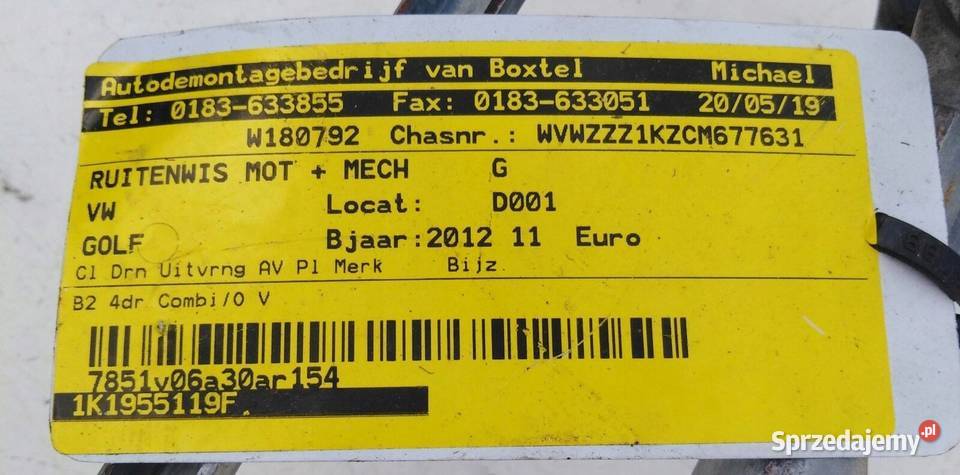 Autodemontagebedrijf van Boxtel Michael
Tel: 0183-633855 Fax: 0183-633051 20/05/19
W180792 Chasnr.: WVWZZZ1KZCM677631
RUITENWIS MOT + MECH G
VW Locat: D001
GOLF Bjaar:2012 11 Euro
Cl Drn Uitvrng AV Pl Merk Bijz
B2 4dr Combi/O V
7851v06a30ar154
1K1955119F
Sprzedajemy.pl